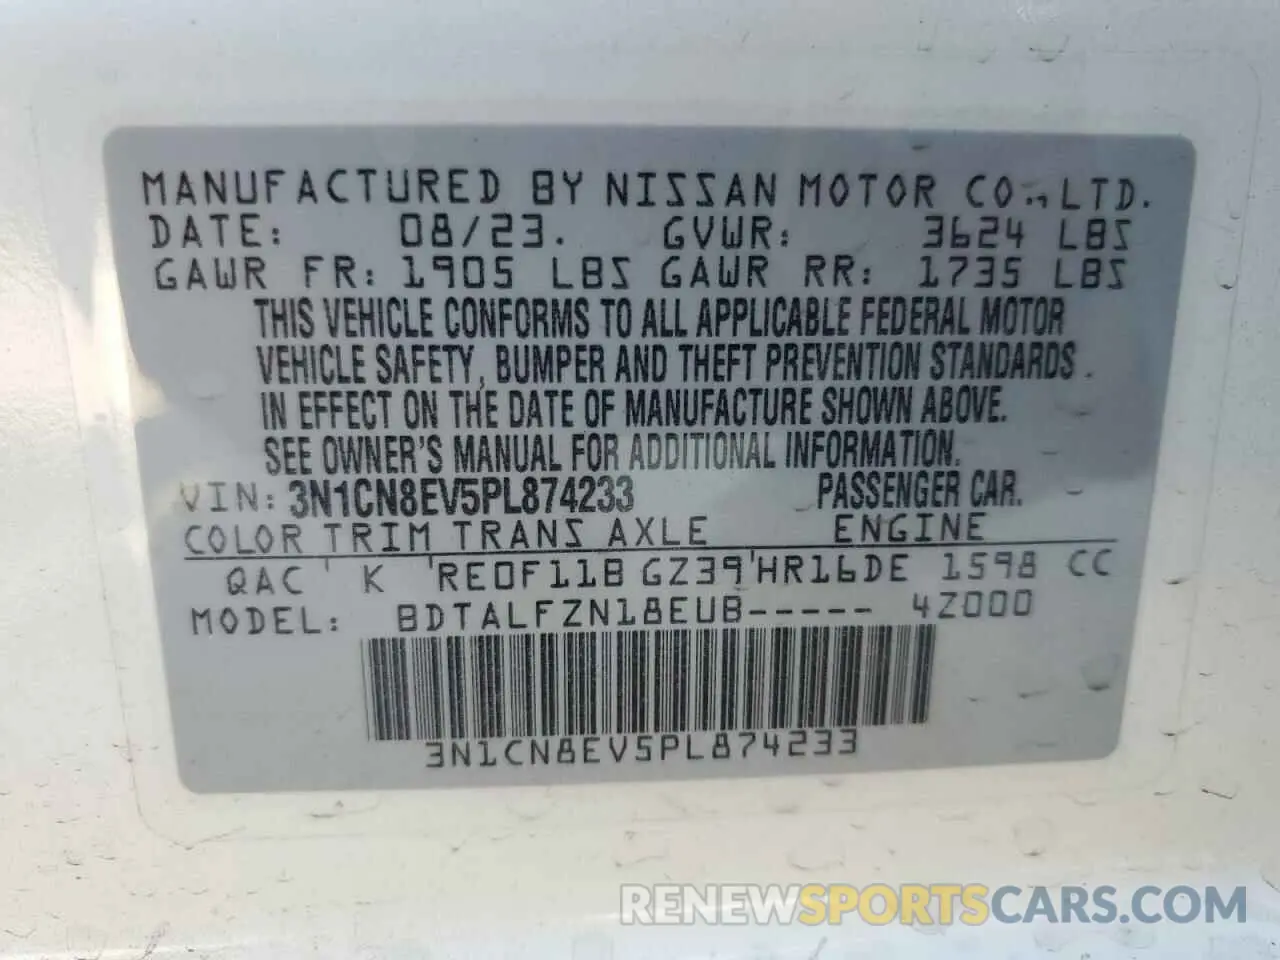 MANUFACTURED BY NISSAN MOTOR CO., LTD.
DATE: 08/23. GVWR: 3624 LBS
GAWR FR: 1905 LBS GAWR RR: 1735 LBS
THIS VEHICLE CONFORMS TO ALL APPLICABLE FEDERAL MOTOR
VEHICLE SAFETY, BUMPER AND THEFT PREVENTION STANDARDS.
IN EFFECT ON THE DATE OF MANUFACTURE SHOWN ABOVE.
SEE OWNER'S MANUAL FOR ADDITIONAL INFORMATION.
VIN: 3N1CN8EV5PL874233 PASSENGER CAR.
COLOR TRIM TRANS AXLE ENGINE
QAC K RE0F11B GZ39 HR16DE 1598 CC
MODEL: BDTALFZN18EUB----- 4Z000
3N1CN8EV5PL874233
RENEWSPORTSCARS.COM